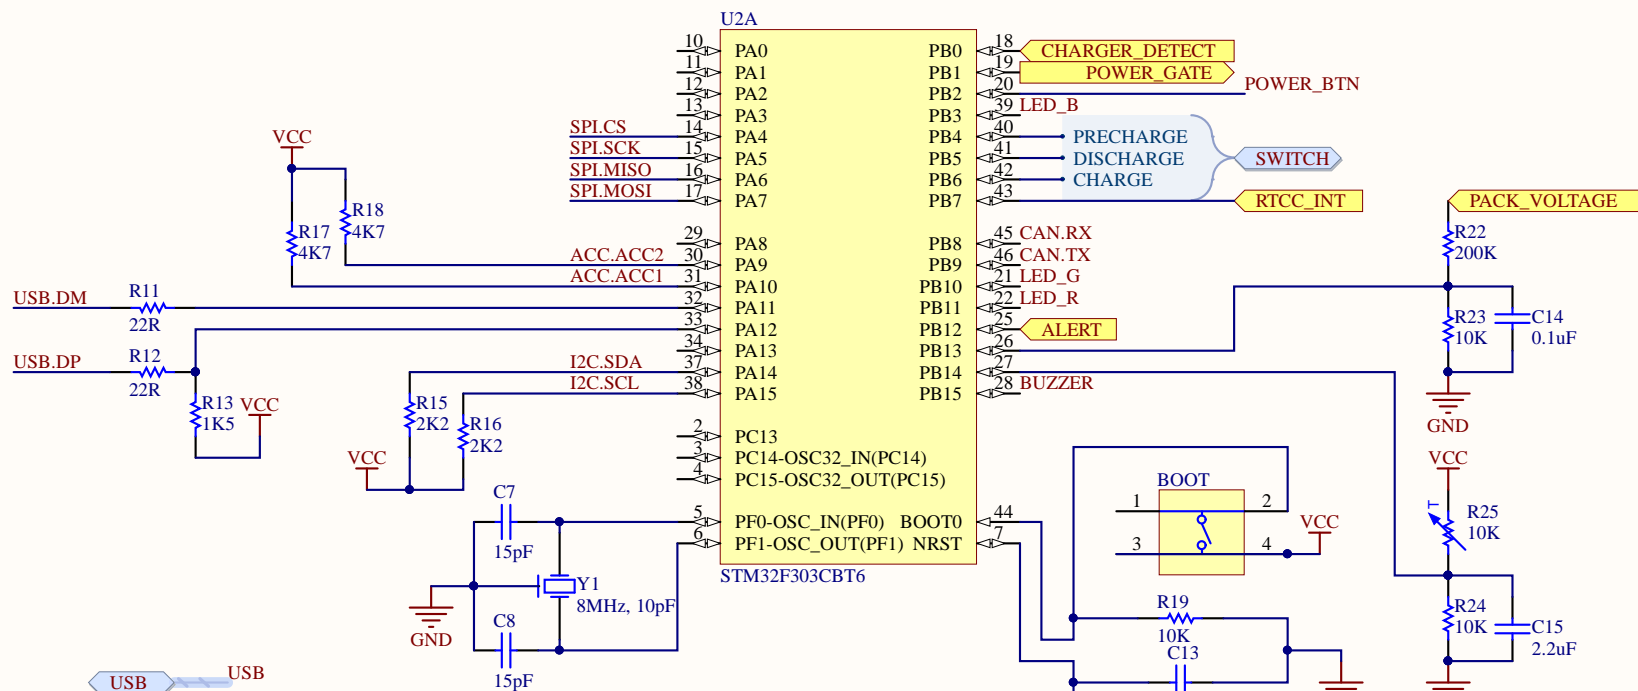 U2A
10 PA0
11 PA1
12 PA2
13 PA3
SPI.CS 14 PA4
SPI.SCK 15 PA5
SPI.MISO 16 PA6
SPI.MOSI 17 PA7
29 PA8
ACC.ACC2 30 PA9
ACC.ACC1 31 PA10
32 PA11
33 PA12
34 PA13
I2C.SDA 37 PA14
I2C.SCL 38 PA15
2 PC13
3 PC14-OSC32_IN(PC14)
4 PC15-OSC32_OUT(PC15)
5 PF0-OSC_IN(PF0)
6 PF1-OSC_OUT(PF1)
PB0 18 CHARGER_DETECT
PB1 19 POWER_GATE
PB2 20 POWER_BTN
PB3 39 LED_B
PB4 40 PRECHARGE
PB5 41 DISCHARGE
PB6 42 CHARGE
SWITCH
PB7 43 RTCC_INT
PB8 45 CAN.RX
PB9 46 CAN.TX
PB10 21 LED_G
PB11 22 LED_R
PB12 25 ALERT
PB13 26
PB14 27
PB15 28 BUZZER
BOOT0 44
NRST 7
STM32F303CBT6
VCC
R17
4K7
R18
4K7
USB.DM
R11
22R
USB.DP
R12
22R
R13
1K5
VCC
R15
2K2
R16
2K2
VCC
C7
15pF
Y1
8MHz, 10pF
GND
C8
15pF
USB
USB
PACK_VOLTAGE
R22
200K
R23
10K
C14
0.1uF
GND
VCC
T
R25
10K
R24
10K
C15
2.2uF
BOOT
1
2
3
4
VCC
R19
10K
C13